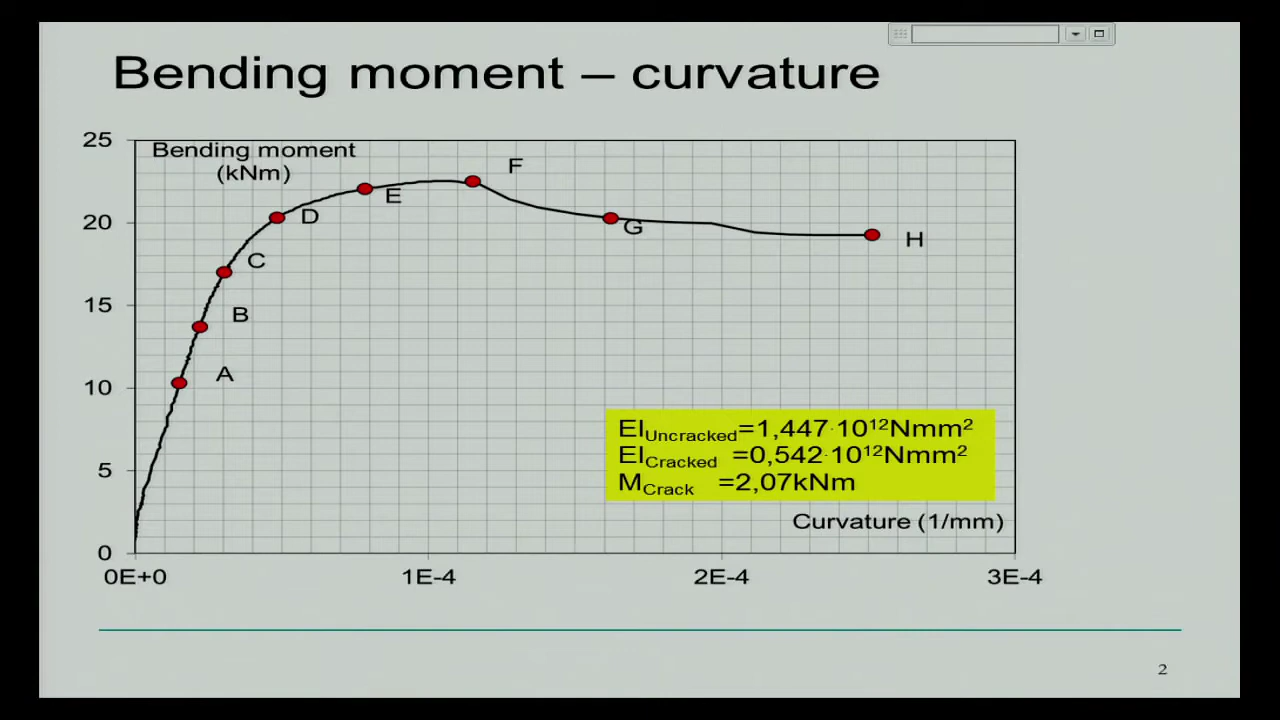 Bending moment – curvature
25
Bending moment
(kNm)
F
E
20
D
G
H
C
15
B
A
10
EIUncracked=1,447·10¹²Nmm²
EICracked =0,542·10¹²Nmm²
5
MCrack =2,07kNm
Curvature (1/mm)
0
0E+0 1E-4 2E-4 3E-4
2